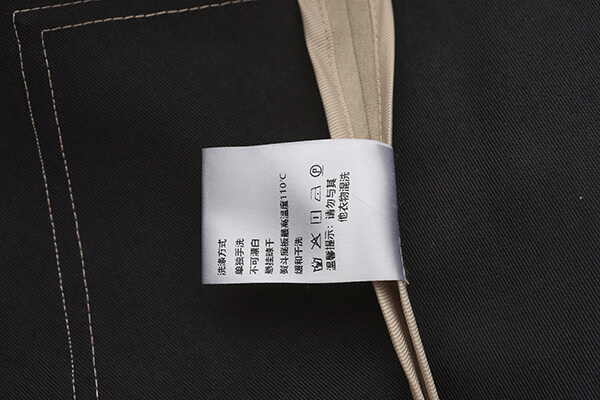 洗涤方式
单独手洗
不可漂白
悬挂晾干
熨斗底板最高温度110℃
缓和干洗
P
温馨提示：请勿与其
他衣物混洗